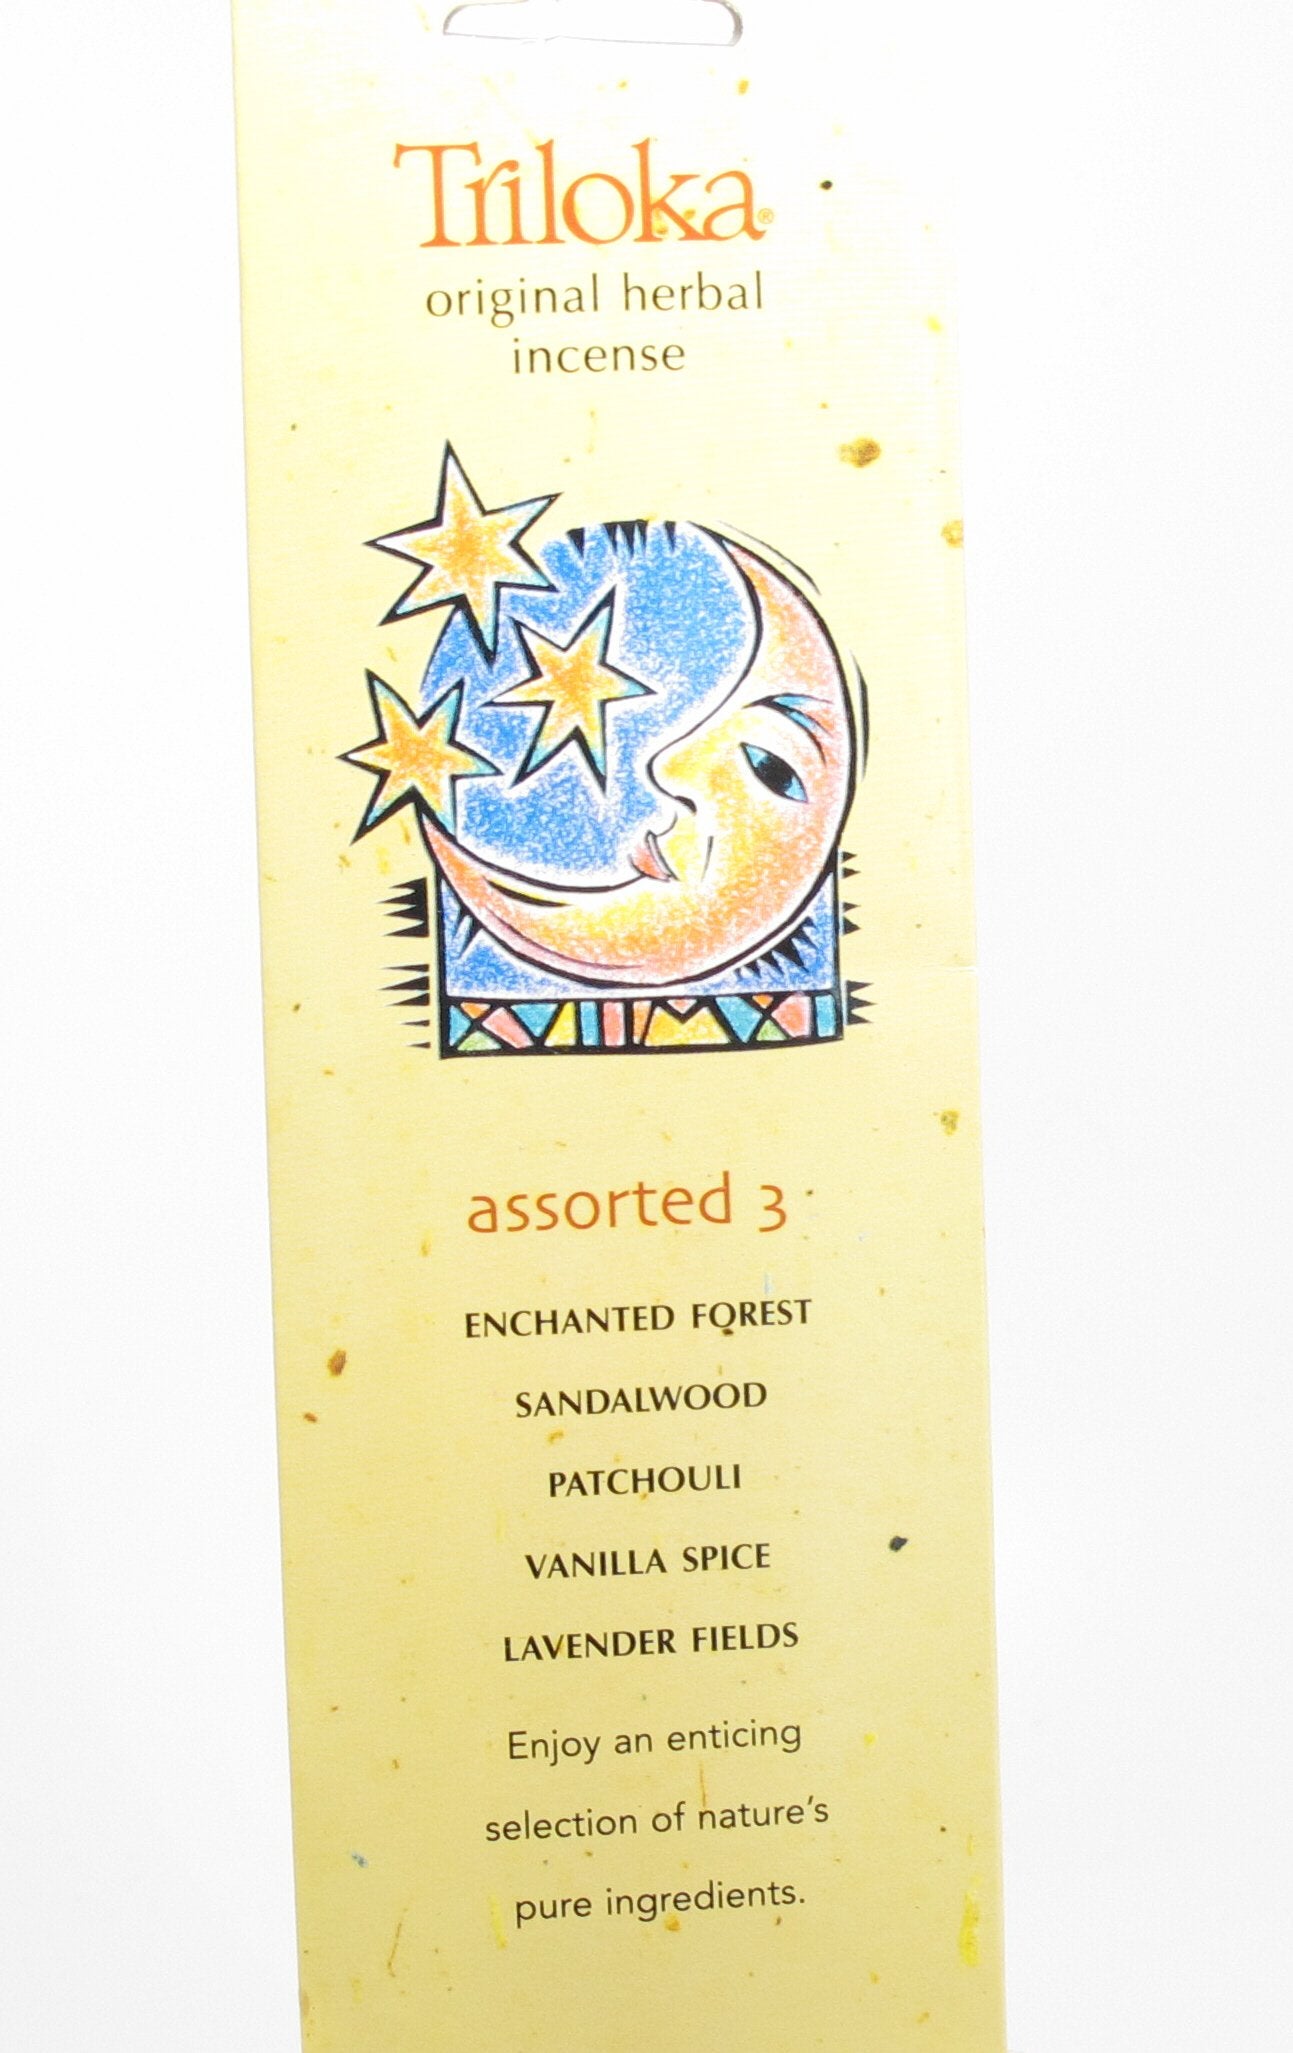 Triloka®
original herbal
incense
assorted 3
ENCHANTED FOREST
SANDALWOOD
PATCHOULI
VANILLA SPICE
LAVENDER FIELDS
Enjoy an enticing
selection of nature's
pure ingredients.